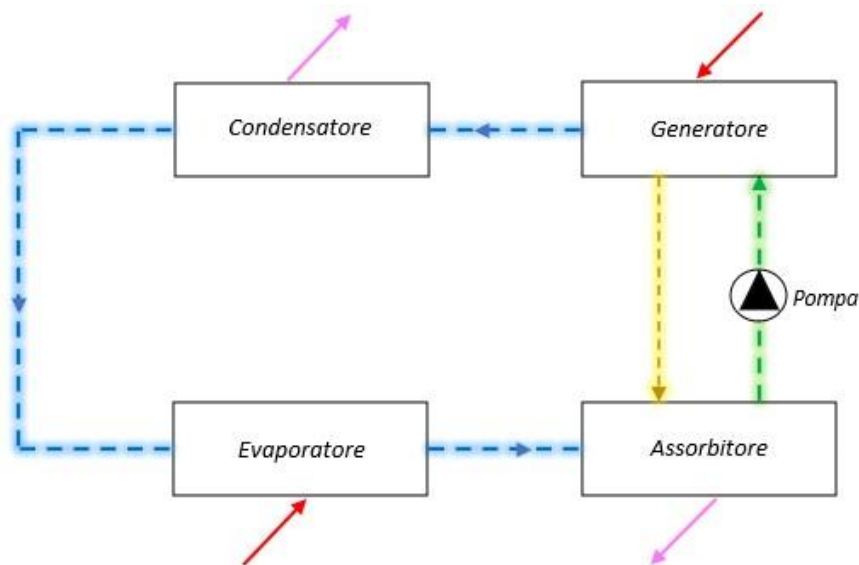 Condensatore
Generatore
Pompa
Evaporatore
Assorbitore